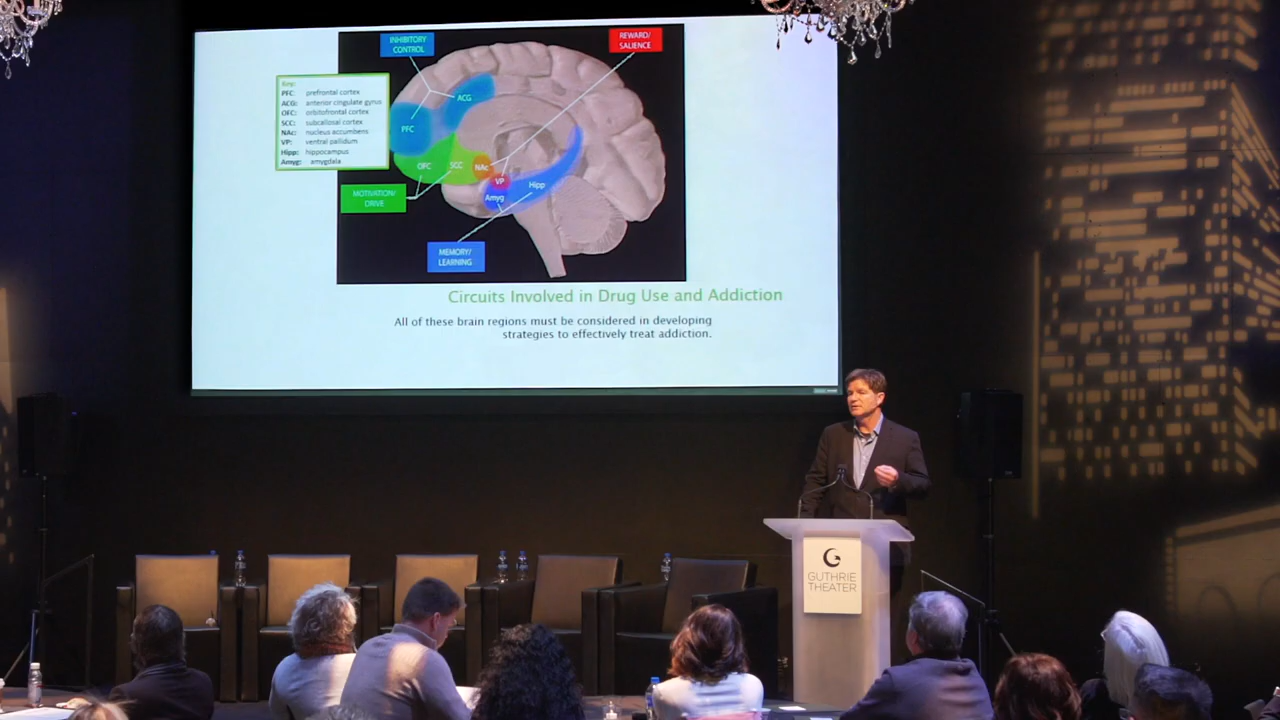 INHIBITORY
CONTROL
REWARD/
SALIENCE
Key:
PFC: prefrontal cortex
ACG: anterior cingulate gyrus
OFC: orbitofrontal cortex
SCC: subcallosal cortex
NAc: nucleus accumbens
VP: ventral pallidum
Hipp: hippocampus
Amyg: amygdala
ACG
PFC
OFC
SCC
NAc
VP
Hipp
Amyg
MOTIVATION/
DRIVE
MEMORY/
LEARNING
Circuits Involved in Drug Use and Addiction
All of these brain regions must be considered in developing
strategies to effectively treat addiction.
GUTHRIE
THEATER